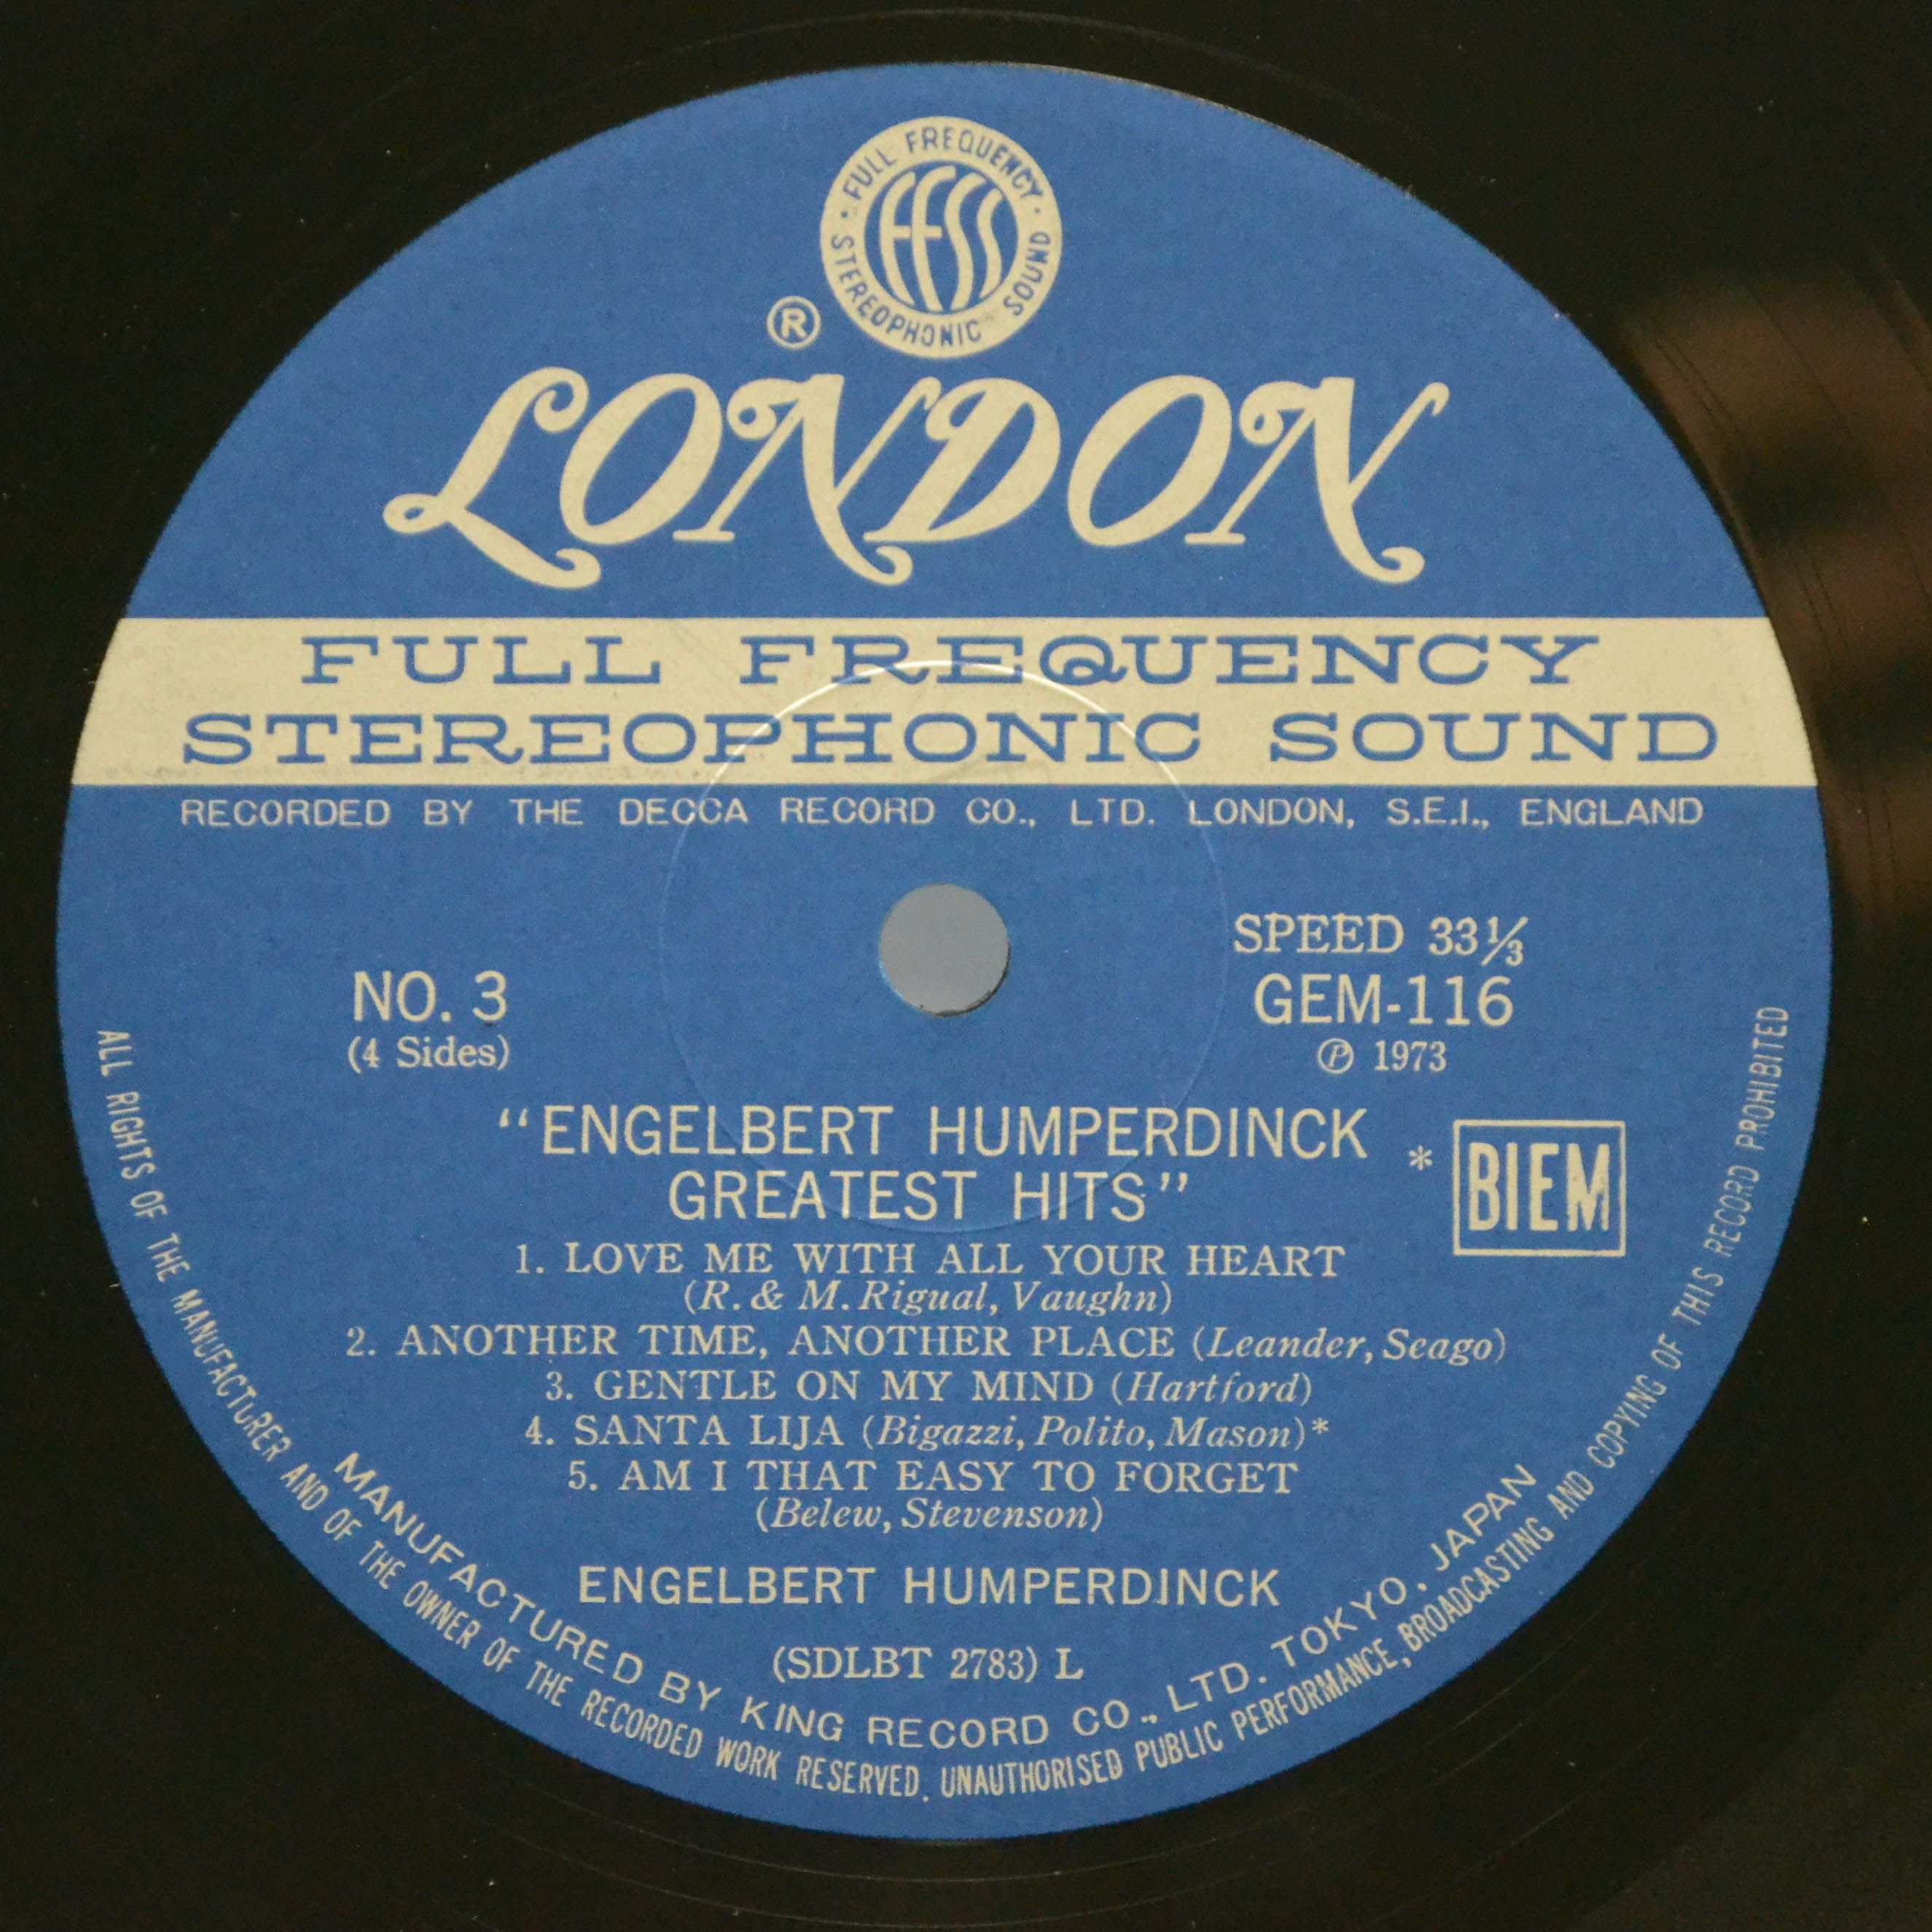 FULL FREQUENCY
STEREOPHONIC SOUND
FFSS
®
LONDON
FULL FREQUENCY
STEREOPHONIC SOUND
RECORDED BY THE DECCA RECORD CO., LTD. LONDON, S.E.I., ENGLAND
SPEED 33⅓
NO. 3
GEM-116
(4 Sides)
℗ 1973
"ENGELBERT HUMPERDINCK
GREATEST HITS"
* BIEM
1. LOVE ME WITH ALL YOUR HEART
(R. & M. Rigual, Vaughn)
2. ANOTHER TIME, ANOTHER PLACE (Leander, Seago)
3. GENTLE ON MY MIND (Hartford)
4. SANTA LIJA (Bigazzi, Polito, Mason)*
5. AM I THAT EASY TO FORGET
(Belew, Stevenson)
ENGELBERT HUMPERDINCK
(SDLBT 2783) L
MANUFACTURED BY KING RECORD CO., LTD. TOKYO. JAPAN
ALL RIGHTS OF THE MANUFACTURER AND OF THE OWNER OF THE RECORDED WORK RESERVED. UNAUTHORISED PUBLIC PERFORMANCE, BROADCASTING AND COPYING OF THIS RECORD PROHIBITED